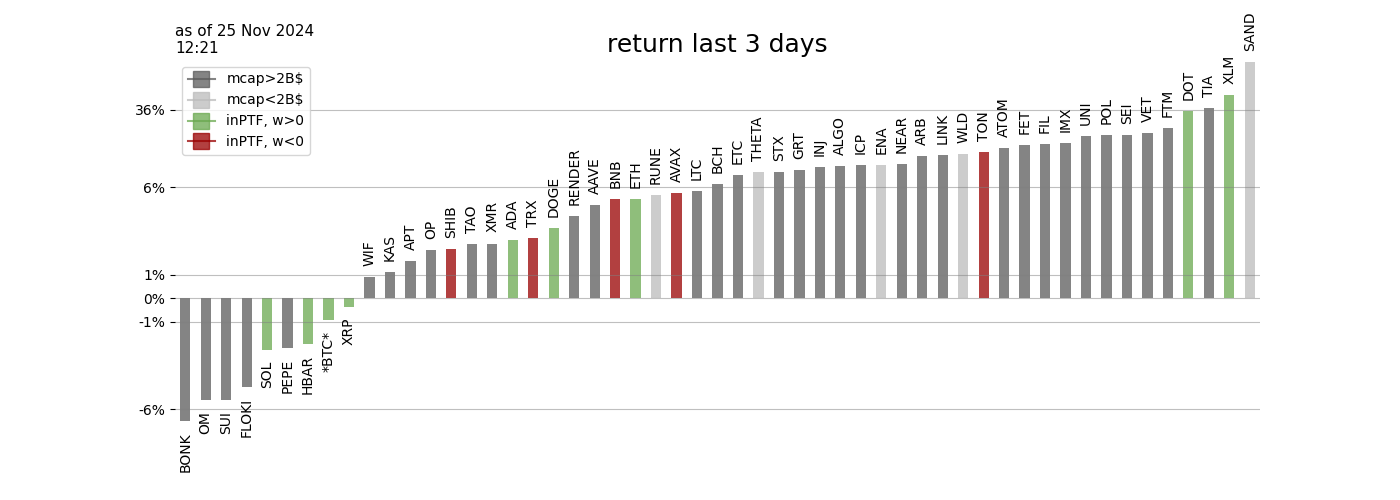 as of 25 Nov 2024
12:21
return last 3 days
mcap>2B$
mcap<2B$
inPTF, w>0
inPTF, w<0
36%
6%
1%
0%
-1%
-6%
BONK
OM
SUI
FLOKI
SOL
PEPE
HBAR
*BTC*
XRP
WIF
KAS
APT
OP
SHIB
TAO
XMR
ADA
TRX
DOGE
RENDER
AAVE
BNB
ETH
RUNE
AVAX
LTC
BCH
ETC
THETA
STX
GRT
INJ
ALGO
ICP
ENA
NEAR
ARB
LINK
WLD
TON
ATOM
FET
FIL
IMX
UNI
POL
SEI
VET
FTM
DOT
TIA
XLM
SAND